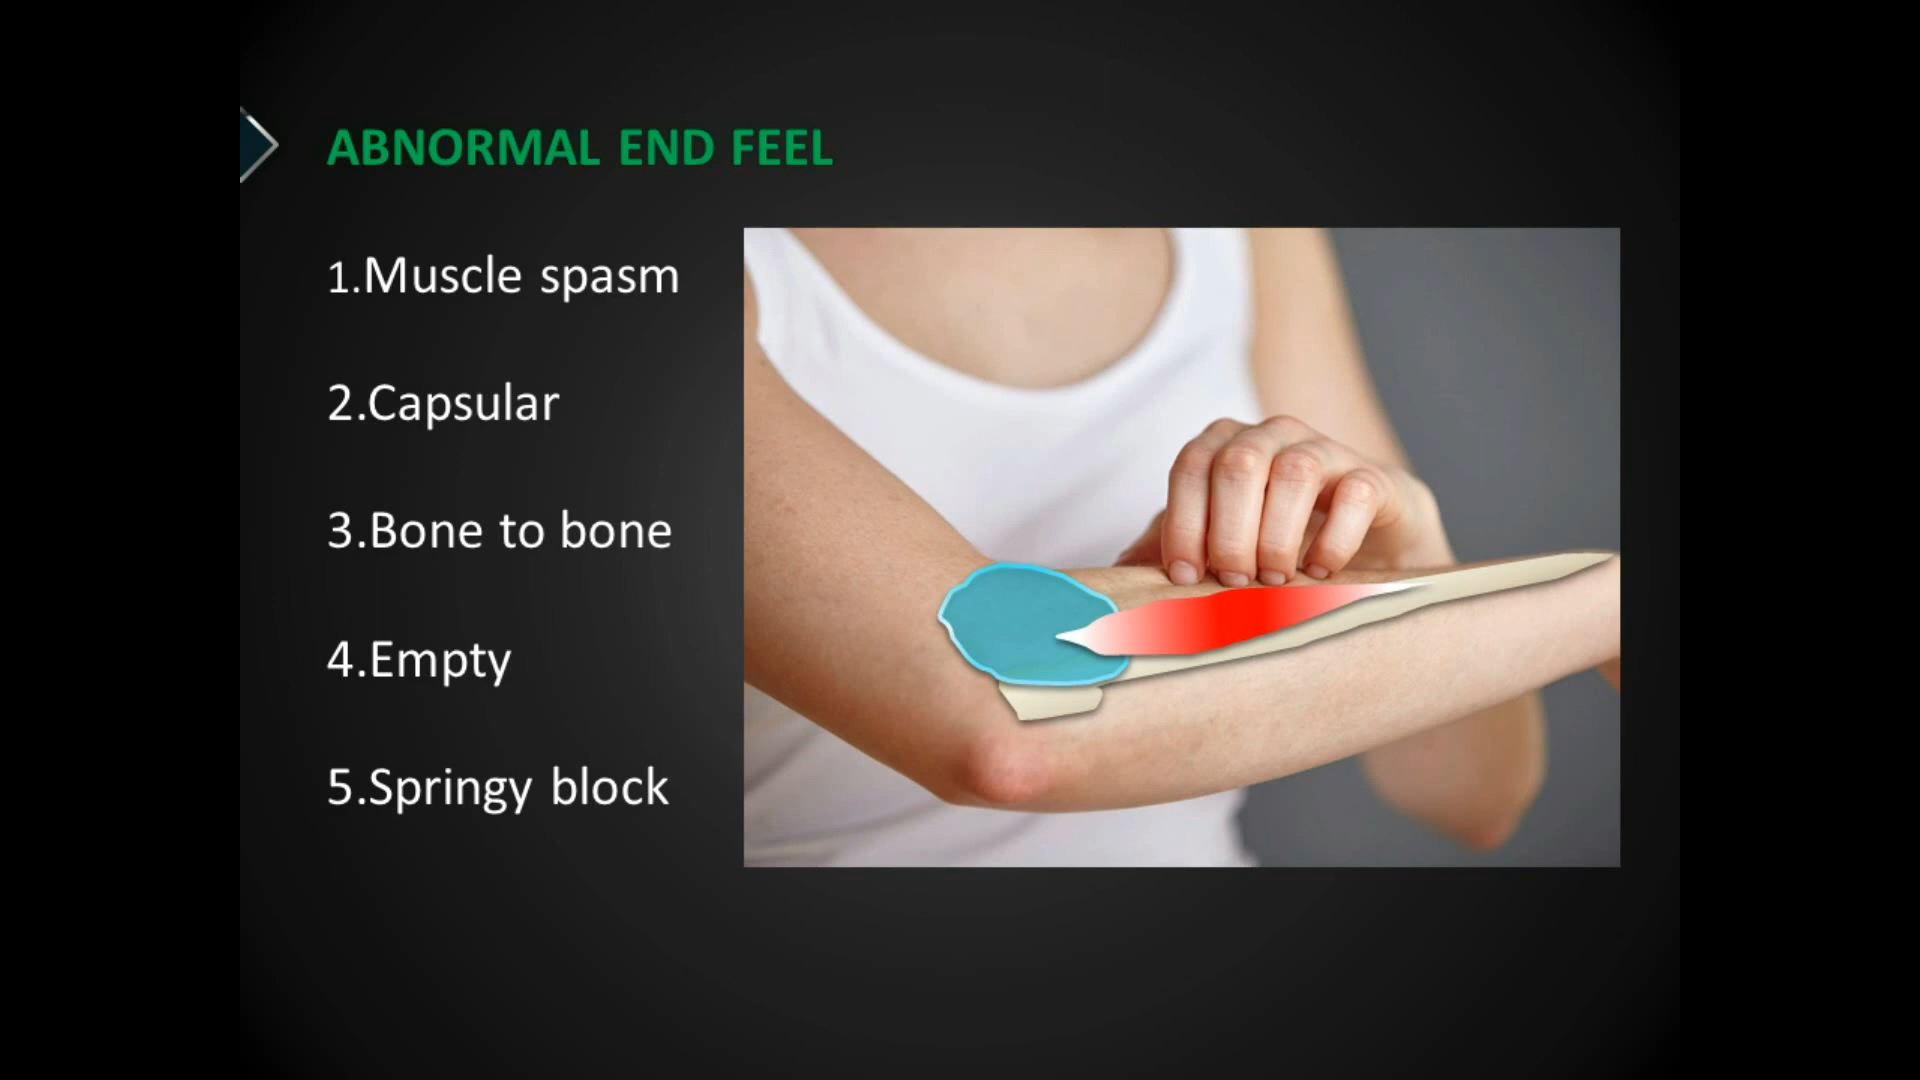 ABNORMAL END FEEL
1.Muscle spasm
2.Capsular
3.Bone to bone
4.Empty
5.Springy block